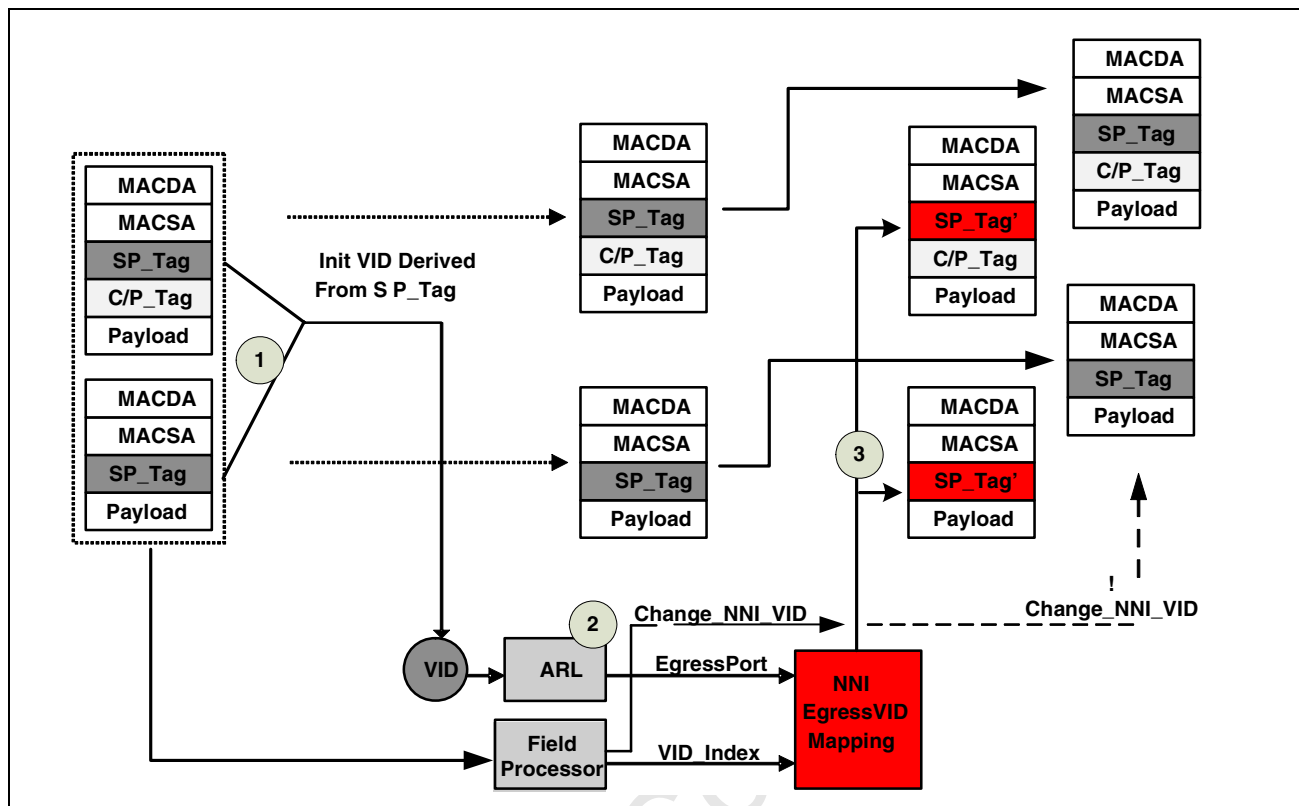 MACDA
MACSA
SP_Tag
C/P_Tag
Payload
MACDA
MACSA
SP_Tag
Payload
1
Init VID Derived
From S P_Tag
MACDA
MACSA
SP_Tag
C/P_Tag
Payload
MACDA
MACSA
SP_Tag
Payload
MACDA
MACSA
SP_Tag'
C/P_Tag
Payload
MACDA
MACSA
SP_Tag'
Payload
3
MACDA
MACSA
SP_Tag
C/P_Tag
Payload
MACDA
MACSA
SP_Tag
Payload
!
Change_NNI_VID
2
Change_NNI_VID
VID
ARL
EgressPort
Field
Processor
VID_Index
NNI
EgressVID
Mapping